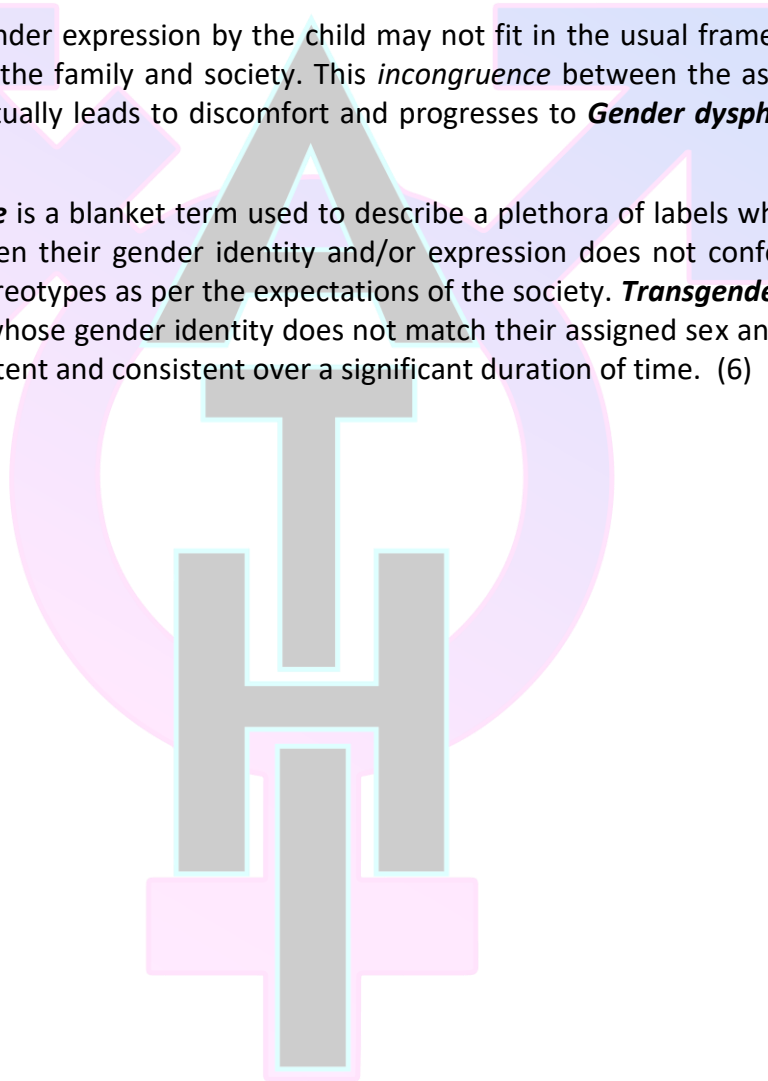 nder expression by the child may not fit in the usual frame
the family and society. This incongruence between the as
tually leads to discomfort and progresses to Gender dysph
e is a blanket term used to describe a plethora of labels wh
en their gender identity and/or expression does not confo
reotypes as per the expectations of the society. Transgende
whose gender identity does not match their assigned sex an
tent and consistent over a significant duration of time. (6)
A
T
H
I